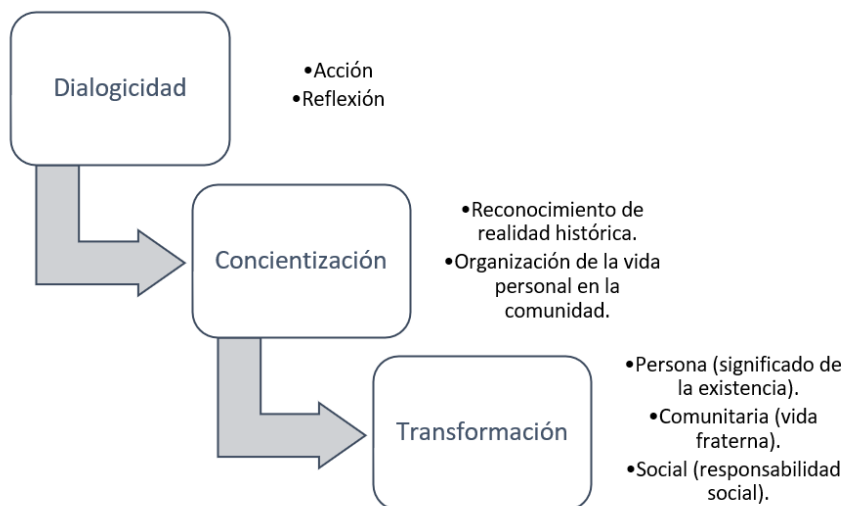 Dialogicidad
•Acción
•Reflexión
Concientización
•Reconocimiento de
realidad histórica.
•Organización de la vida
personal en la
comunidad.
Transformación
•Persona (significado de
la existencia).
•Comunitaria (vida
fraterna).
•Social (responsabilidad
social).